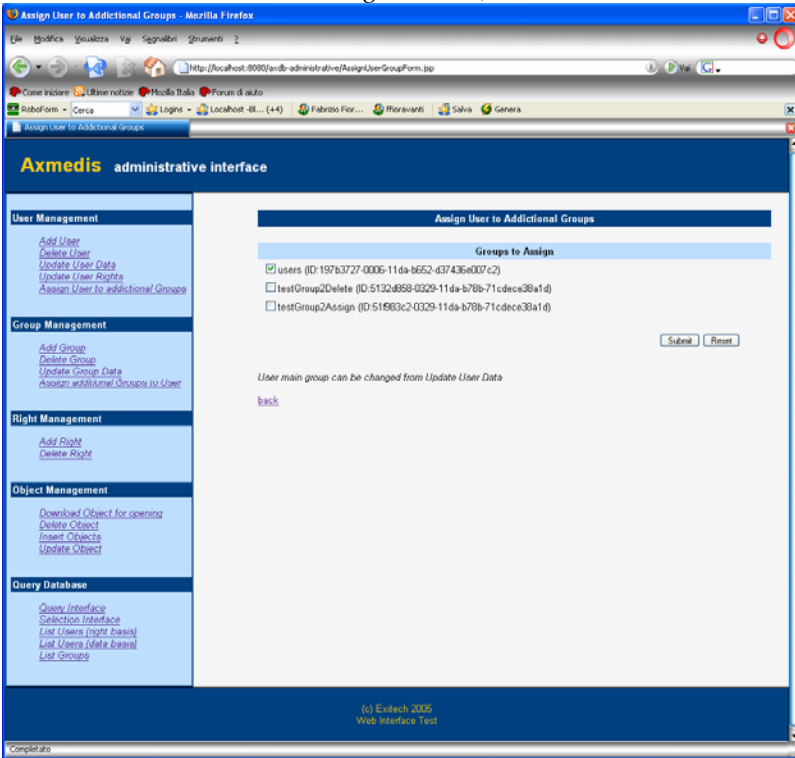 Assign User to Addictional Groups - Mozilla Firefox
File Modifica Visualizza Vai Segnalibri Strumenti ?
http://localhost:8080/axdb-administrative/AssignUserGroupForm.jsp Vai
Come iniziare Ultime notizie Mozilla Italia Forum di aiuto
RoboForm Cerca Logins Localhost -8l... (+4) Fabrizio Fior... ffioravanti Salva Genera
Assign User to Addictional Groups
Axmedis administrative interface
User Management
Add User
Delete User
Update User Data
Update User Rights
Assign User to addictional Groups
Group Management
Add Group
Delete Group
Update Group Data
Assign additional Groups to User
Right Management
Add Right
Delete Right
Object Management
Download Object for opening
Delete Object
Insert Objects
Update Object
Query Database
Query Interface
Selection Interface
List Users (right basis)
List Users (data basis)
List Groups
Assign User to Addictional Groups
Groups to Assign
users (ID:197b3727-0006-11da-b652-d37436e007c2)
testGroup2Delete (ID:5132d858-0329-11da-b78b-71cdece38a1d)
testGroup2Assign (ID:51f983c2-0329-11da-b78b-71cdece38a1d)
Submit Reset
User main group can be changed from Update User Data
back
(c) Exitech 2005
Web Interface Test
Completato